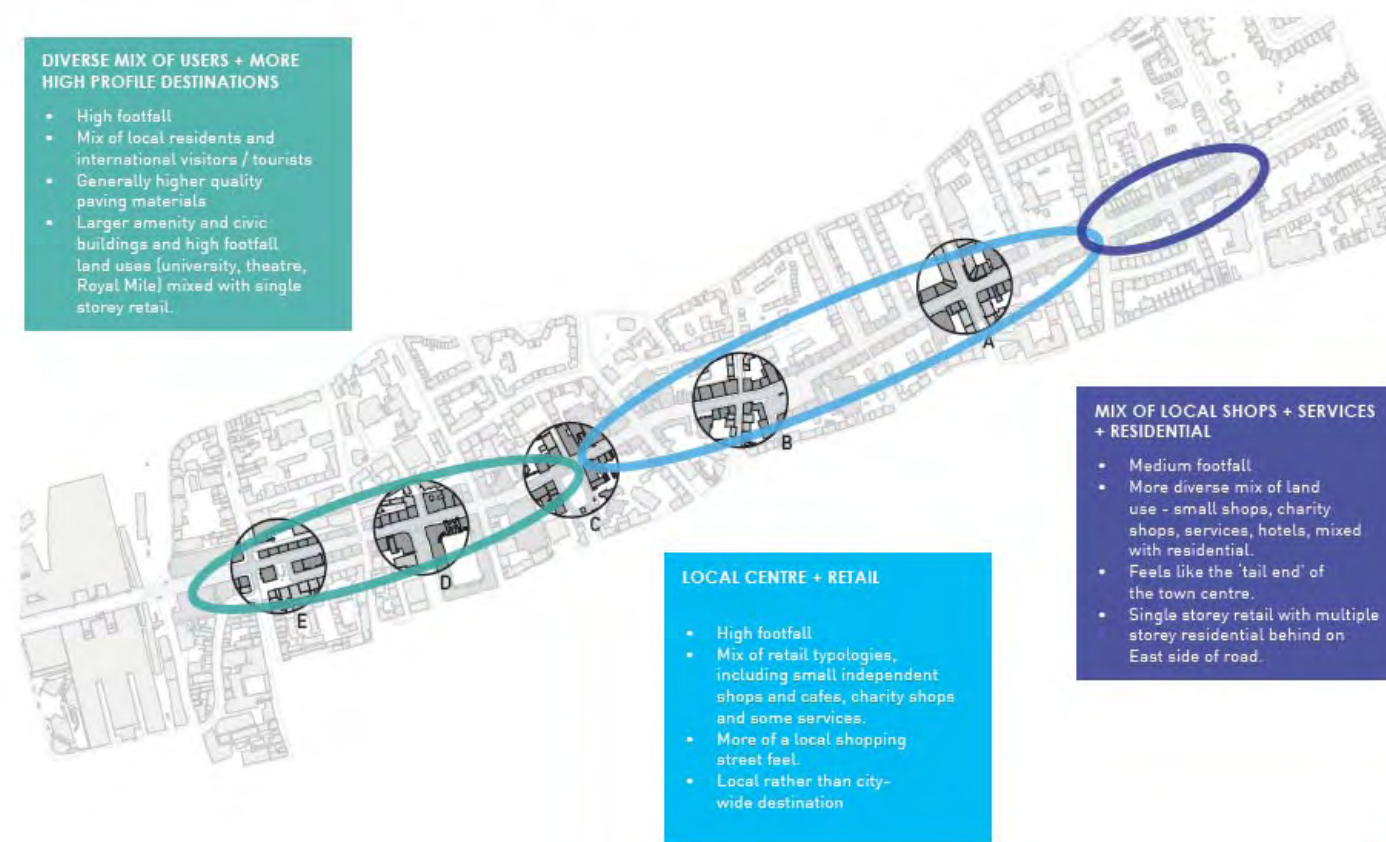 DIVERSE MIX OF USERS + MORE
HIGH PROFILE DESTINATIONS
• High footfall
• Mix of local residents and
international visitors / tourists
• Generally higher quality
paving materials
• Larger amenity and civic
buildings and high footfall
land uses (university, theatre,
Royal Mile) mixed with single
storey retail.
A
B
C
D
E
MIX OF LOCAL SHOPS + SERVICES
+ RESIDENTIAL
• Medium footfall
• More diverse mix of land
use - small shops, charity
shops, services, hotels, mixed
with residential.
• Feels like the 'tail end' of
the town centre.
• Single storey retail with multiple
storey residential behind on
East side of road.
LOCAL CENTRE + RETAIL
• High footfall
• Mix of retail typologies,
including small independent
shops and cafes, charity shops
and some services.
• More of a local shopping
street feel.
• Local rather than city-
wide destination